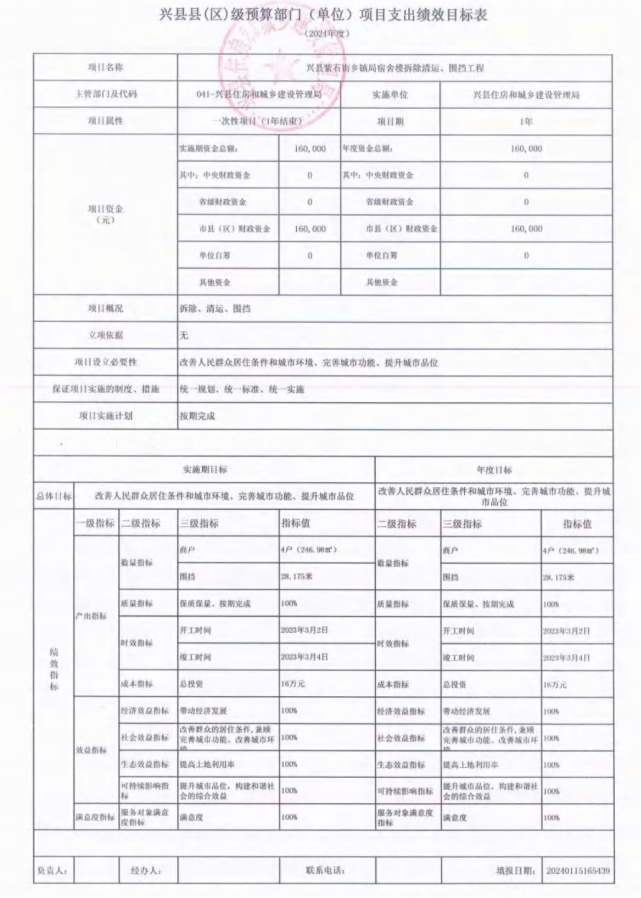 兴县县(区)级预算部门（单位）项目支出绩效目标表
（2024年度）
项目名称 兴县紫石街乡镇局宿舍楼拆除清运、围挡工程
主管部门及代码 041-兴县住房和城乡建设管理局 实施单位 兴县住房和城乡建设管理局
项目属性 一次性项目（1年结束） 项目期 1年
项目资金
（元）
实施期资金总额： 160,000 年度资金总额： 160,000
其中：中央财政资金 0 其中：中央财政资金 0
省级财政资金 0 省级财政资金 0
市县（区）财政资金 160,000 市县（区）财政资金 160,000
单位自筹 0 单位自筹 0
其他资金 其他资金
项目概况 拆除、清运、围挡
立项依据 无
项目设立必要性 改善人民群众居住条件和城市环境、完善城市功能、提升城市品位
保证项目实施的制度、措施 统一规划、统一标准、统一实施
项目实施计划 按期完成
实施期目标 年度目标
总体目标 改善人民群众居住条件和城市环境、完善城市功能、提升城市品位 改善人民群众居住条件和城市环境、完善城市功能、提升城
市品位
绩效指标
一级指标 二级指标 三级指标 指标值 二级指标 三级指标 指标值
产出指标
数量指标 商户 4户（246.98㎡） 数量指标 商户 4户（246.98㎡）
围挡 28.175米 围挡 28.175米
质量指标 保质保量、按期完成 100% 质量指标 保质保量、按期完成 100%
时效指标 开工时间 2023年3月2日 时效指标 开工时间 2023年3月2日
竣工时间 2023年3月4日 竣工时间 2023年3月4日
成本指标 总投资 16万元 成本指标 总投资 16万元
效益指标
经济效益指标 带动经济发展 100% 经济效益指标 带动经济发展 100%
社会效益指标 改善群众的居住条件,兼顾
完善城市功能、改善城市环 100% 社会效益指标 改善群众的居住条件,兼顾
完善城市功能、改善城市环 100%
生态效益指标 提高土地利用率 100% 生态效益指标 提高土地利用率 100%
可持续影响指
标 提升城市品位，构建和谐社
会的综合效益 100% 可持续影响指标 提升城市品位，构建和谐社
会的综合效益 100%
满意度指标 服务对象满意
度指标 满意度 100% 服务对象满意度
指标 满意度 100%
负责人： 经办人： 联系电话： 填报日期： 20240115165439